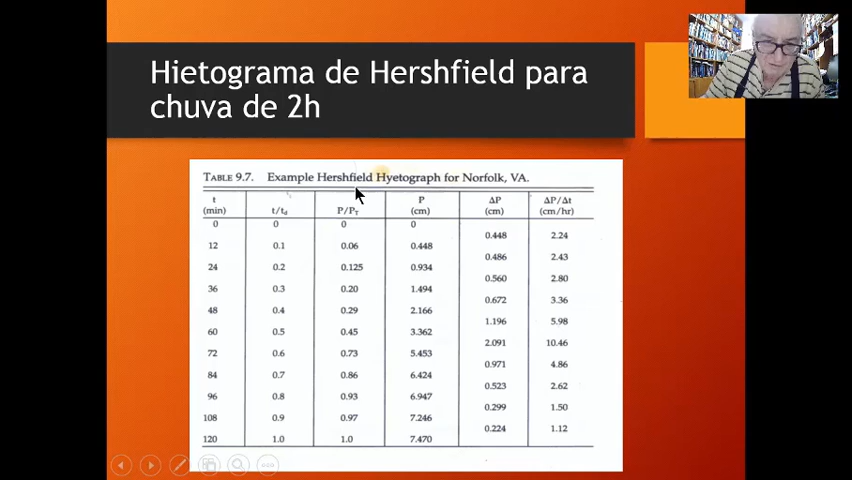 Hietograma de Hershfield para
chuva de 2h
TABLE 9.7. Example Hershfield Hyetograph for Norfolk, VA.
t (min) t/td P/PT P (cm) ΔP (cm) ΔP/Δt (cm/hr)
0 0 0 0
0.448 2.24
12 0.1 0.06 0.448
0.486 2.43
24 0.2 0.125 0.934
0.560 2.80
36 0.3 0.20 1.494
0.672 3.36
48 0.4 0.29 2.166
1.196 5.98
60 0.5 0.45 3.362
2.091 10.46
72 0.6 0.73 5.453
0.971 4.86
84 0.7 0.86 6.424
0.523 2.62
96 0.8 0.93 6.947
0.299 1.50
108 0.9 0.97 7.246
0.224 1.12
120 1.0 1.0 7.470